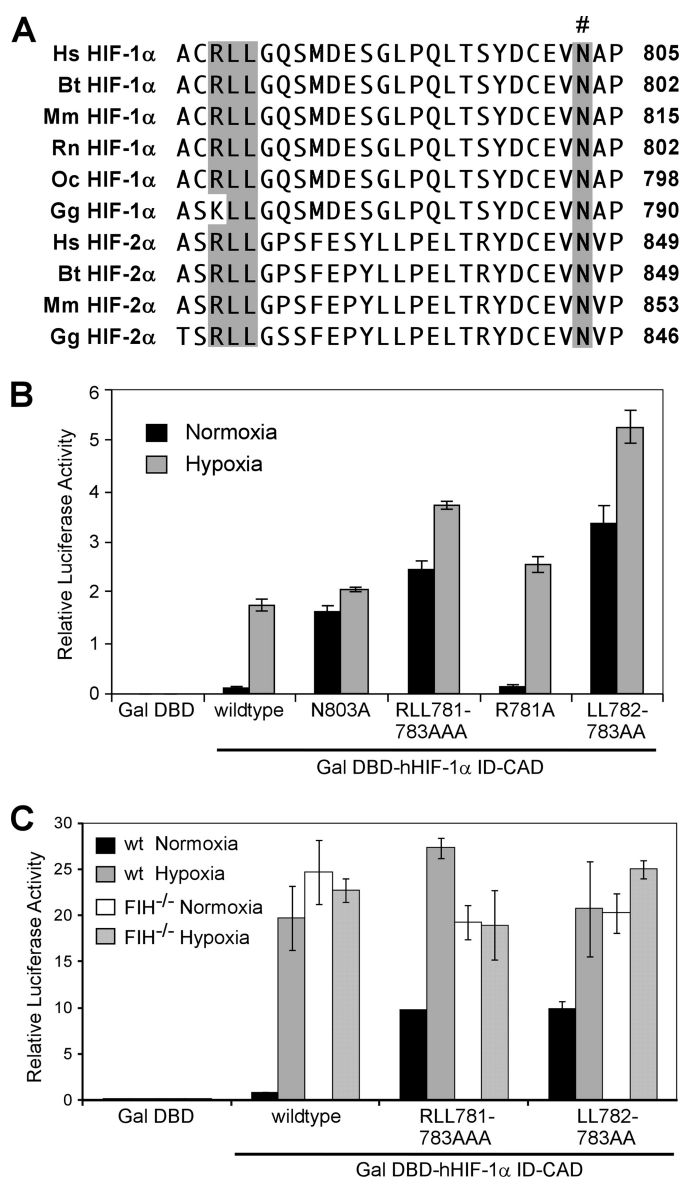 A
#
Hs HIF-1α ACRLLGQSMDESGLPQLTSYDCEVNAP 805
Bt HIF-1α ACRLLGQSMDESGLPQLTSYDCEVNAP 802
Mm HIF-1α ACRLLGQSMDESGLPQLTSYDCEVNAP 815
Rn HIF-1α ACRLLGQSMDESGLPQLTSYDCEVNAP 802
Oc HIF-1α ACRLLGQSMDESGLPQLTSYDCEVNAP 798
Gg HIF-1α ASKLLGQSMDESGLPQLTSYDCEVNAP 790
Hs HIF-2α ASRLLGPSFESYLLPELTRYDCEVNVP 849
Bt HIF-2α ASRLLGPSFEPYLLPELTRYDCEVNVP 849
Mm HIF-2α ASRLLGPSFEPYLLPELTRYDCEVNVP 853
Gg HIF-2α TSRLLGSSFEPYLLPELTRYDCEVNVP 846
B
Relative Luciferase Activity
6
5
4
3
2
1
0
Normoxia
Hypoxia
Gal DBD
wildtype
N803A
RLL781-
783AAA
R781A
LL782-
783AA
Gal DBD-hHIF-1α ID-CAD
C
Relative Luciferase Activity
30
25
20
15
10
5
0
wt Normoxia
wt Hypoxia
FIH-/- Normoxia
FIH-/- Hypoxia
Gal DBD
wildtype
RLL781-
783AAA
LL782-
783AA
Gal DBD-hHIF-1α ID-CAD